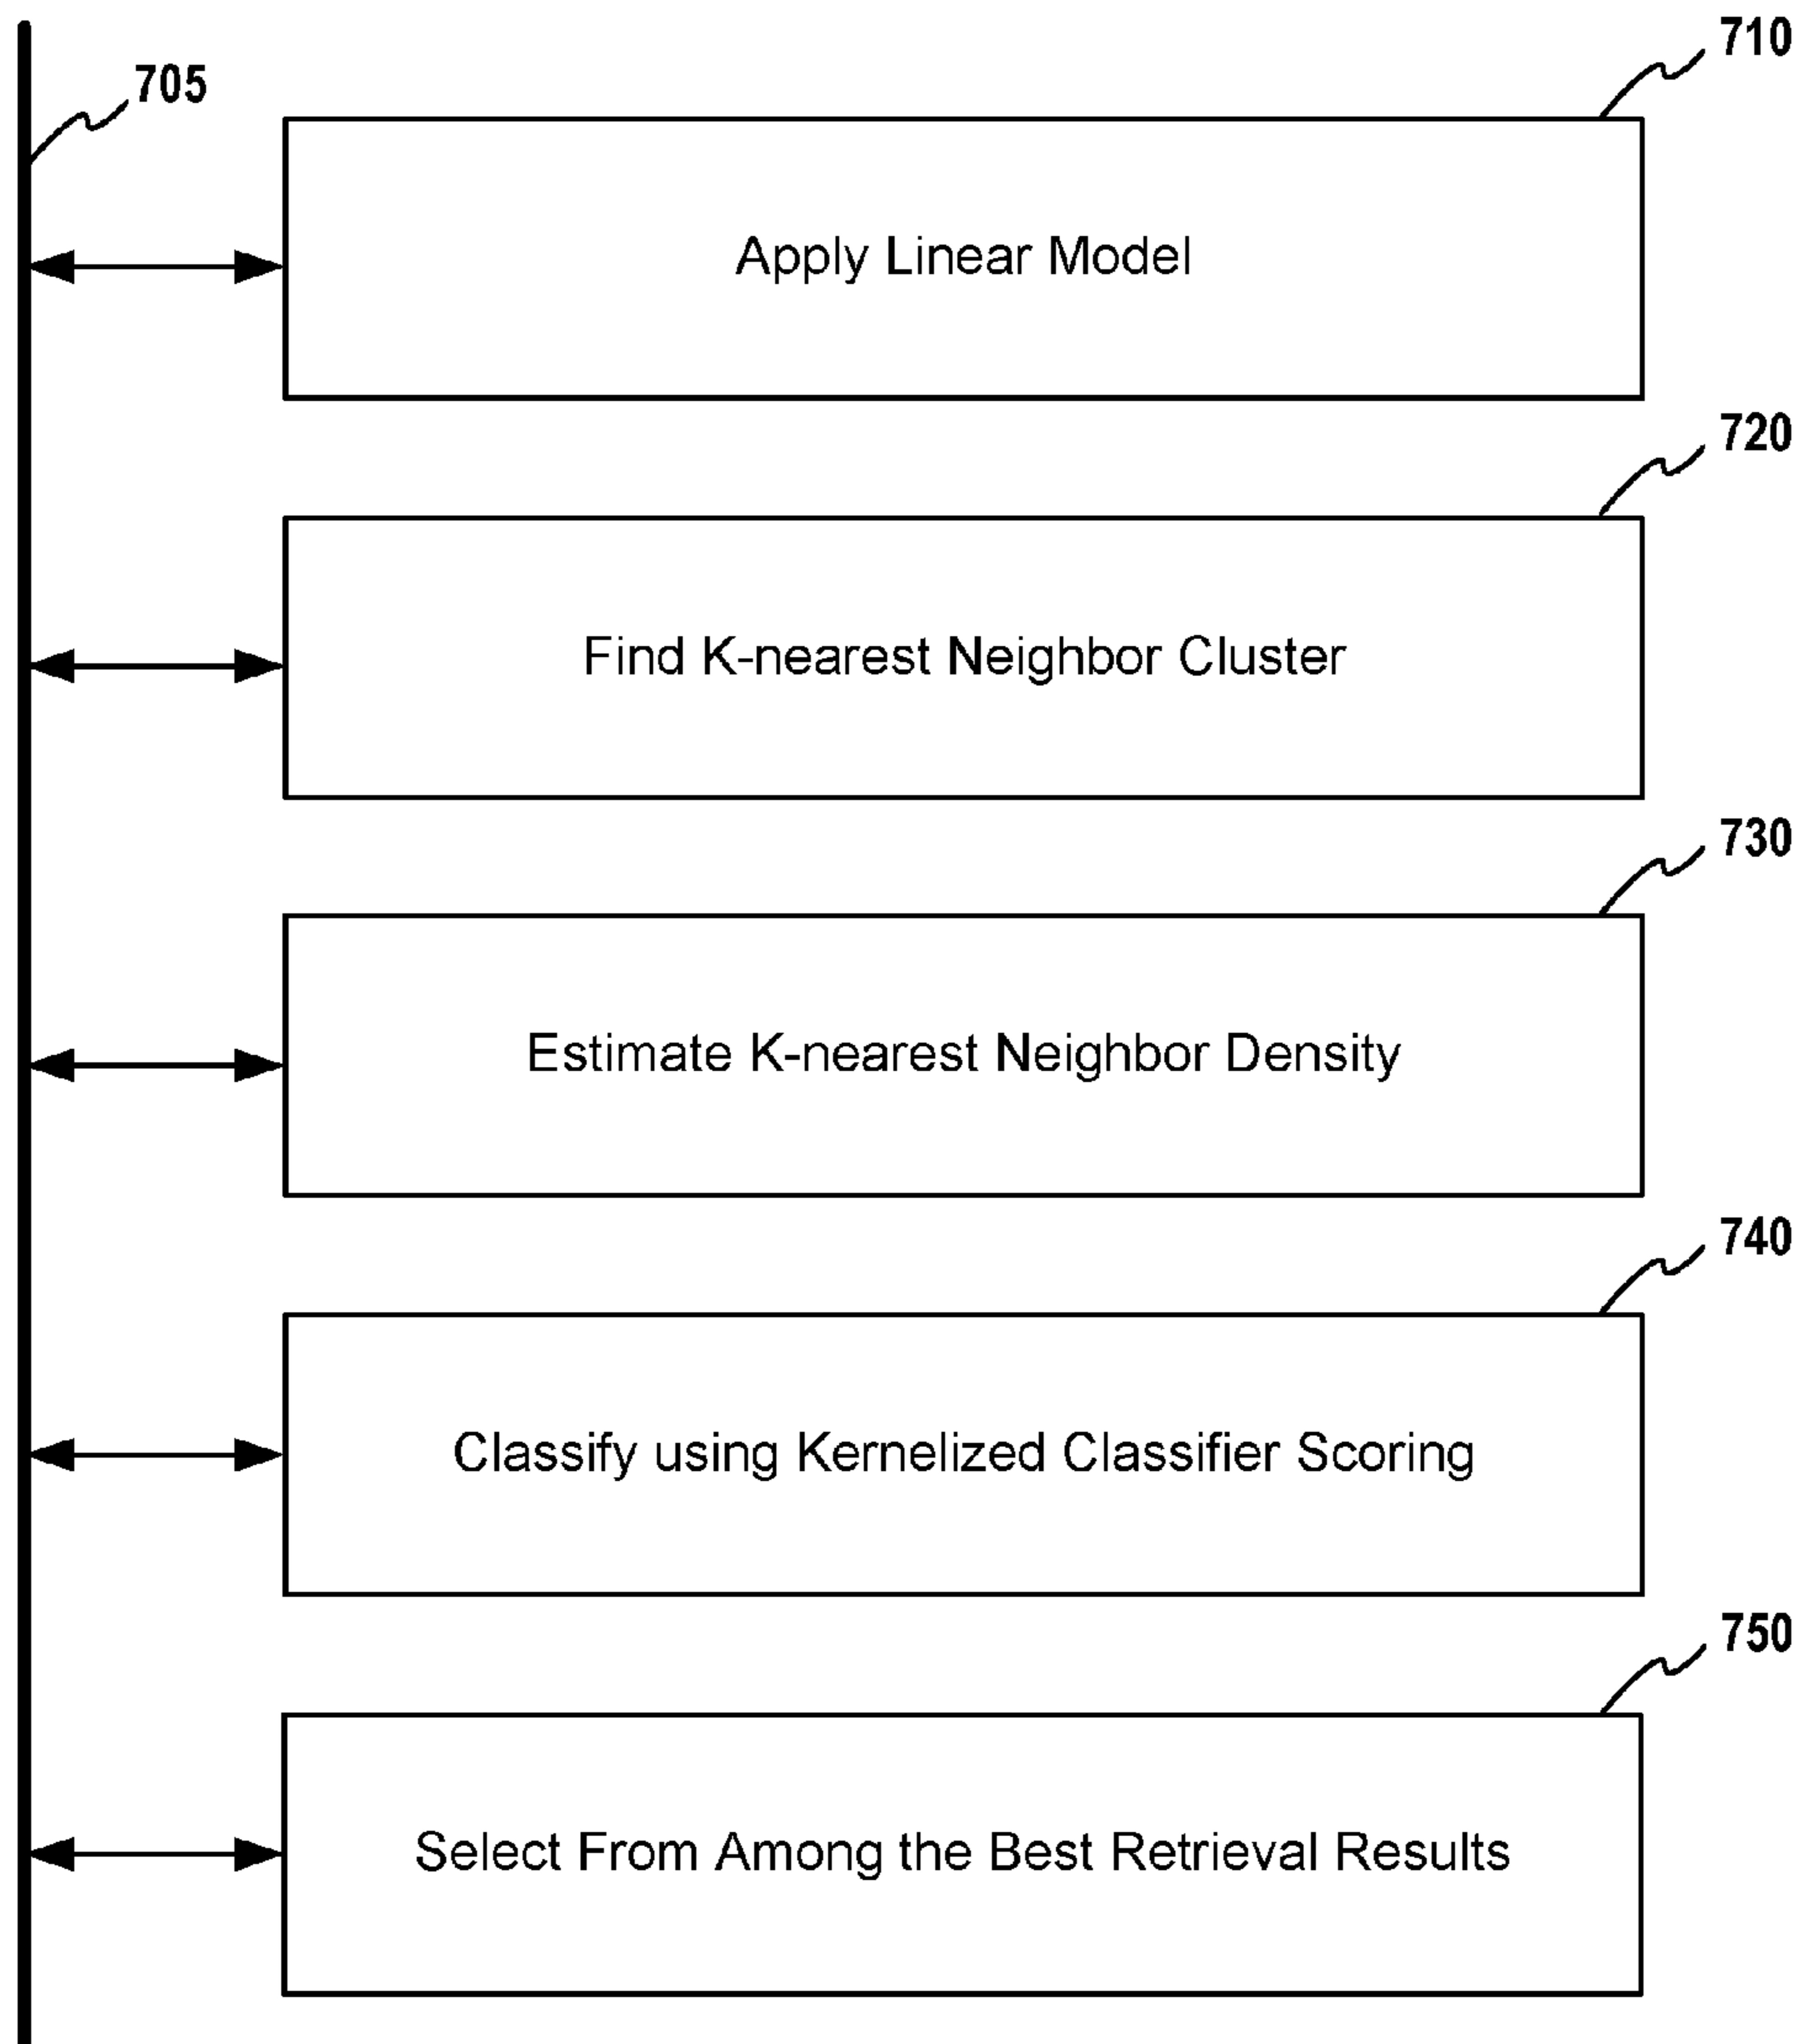 710
705
Apply Linear Model
720
Find K-nearest Neighbor Cluster
730
Estimate K-nearest Neighbor Density
740
Classify using Kernelized Classifier Scoring
750
Select From Among the Best Retrieval Results